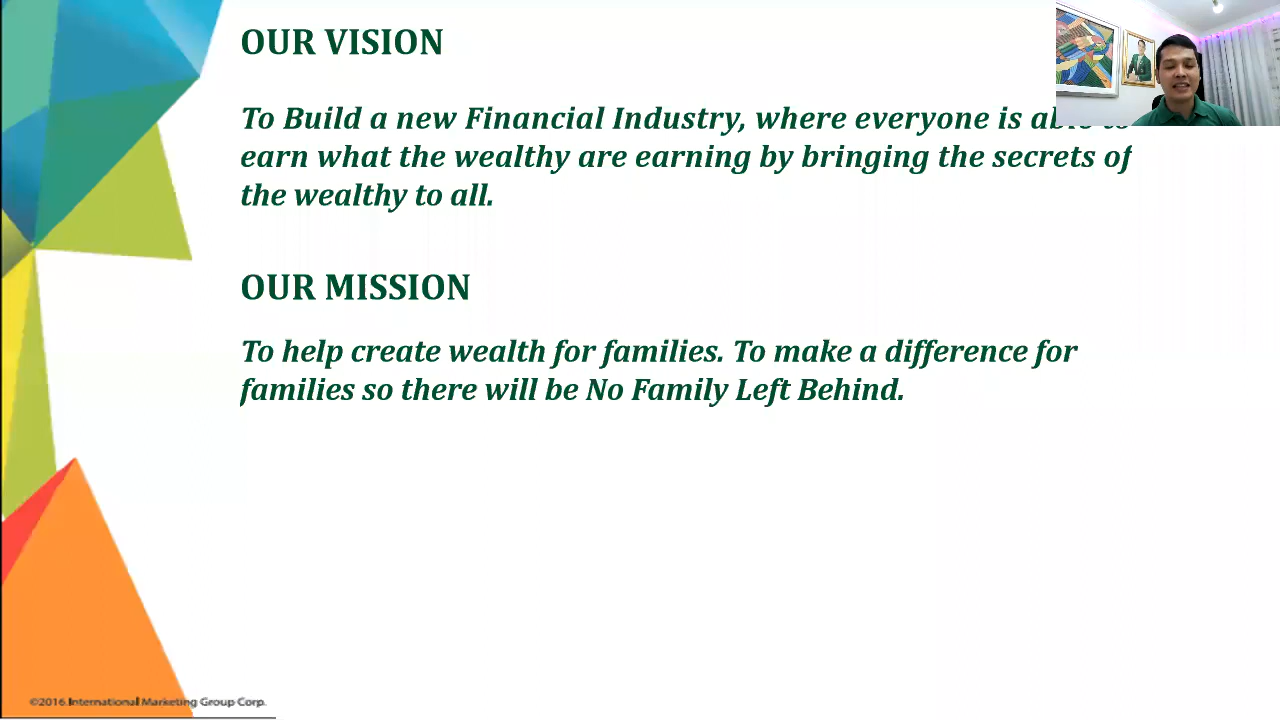 OUR VISION
To Build a new Financial Industry, where everyone is able to
earn what the wealthy are earning by bringing the secrets of
the wealthy to all.
OUR MISSION
To help create wealth for families. To make a difference for
families so there will be No Family Left Behind.
©2016 International Marketing Group Corp.